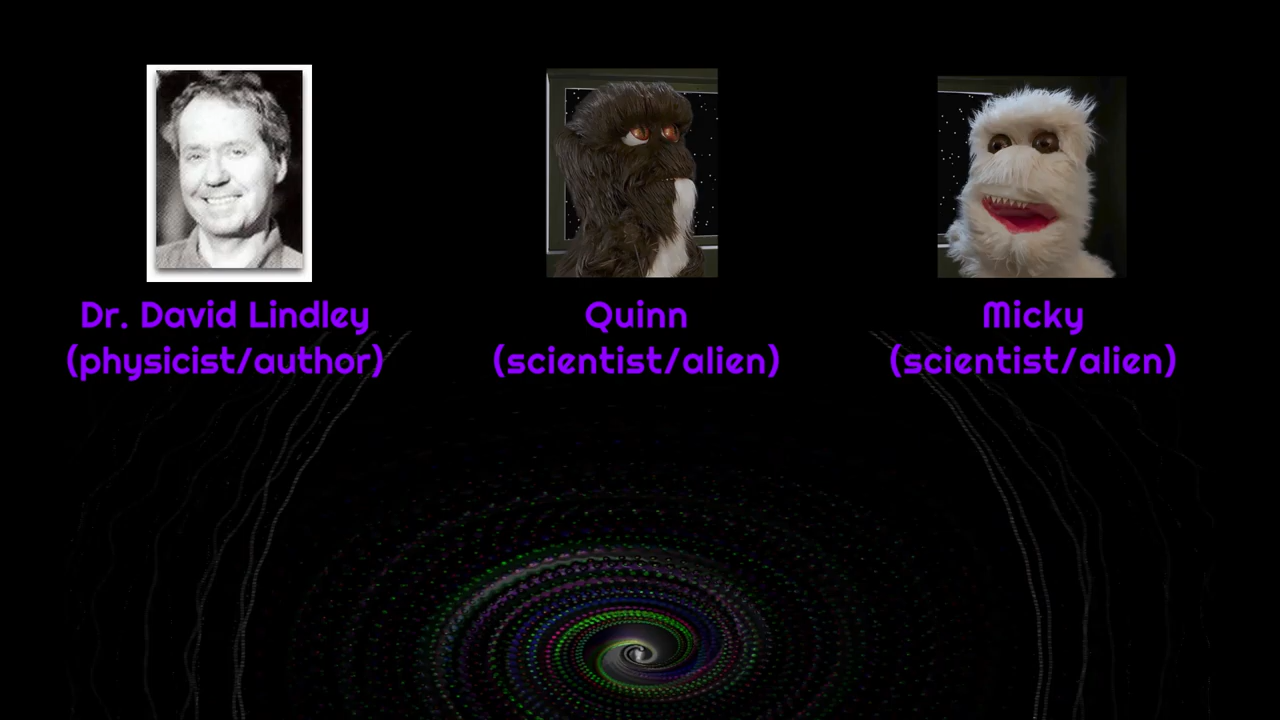 Dr. David Lindley
(physicist/author)
Quinn
(scientist/alien)
Micky
(scientist/alien)